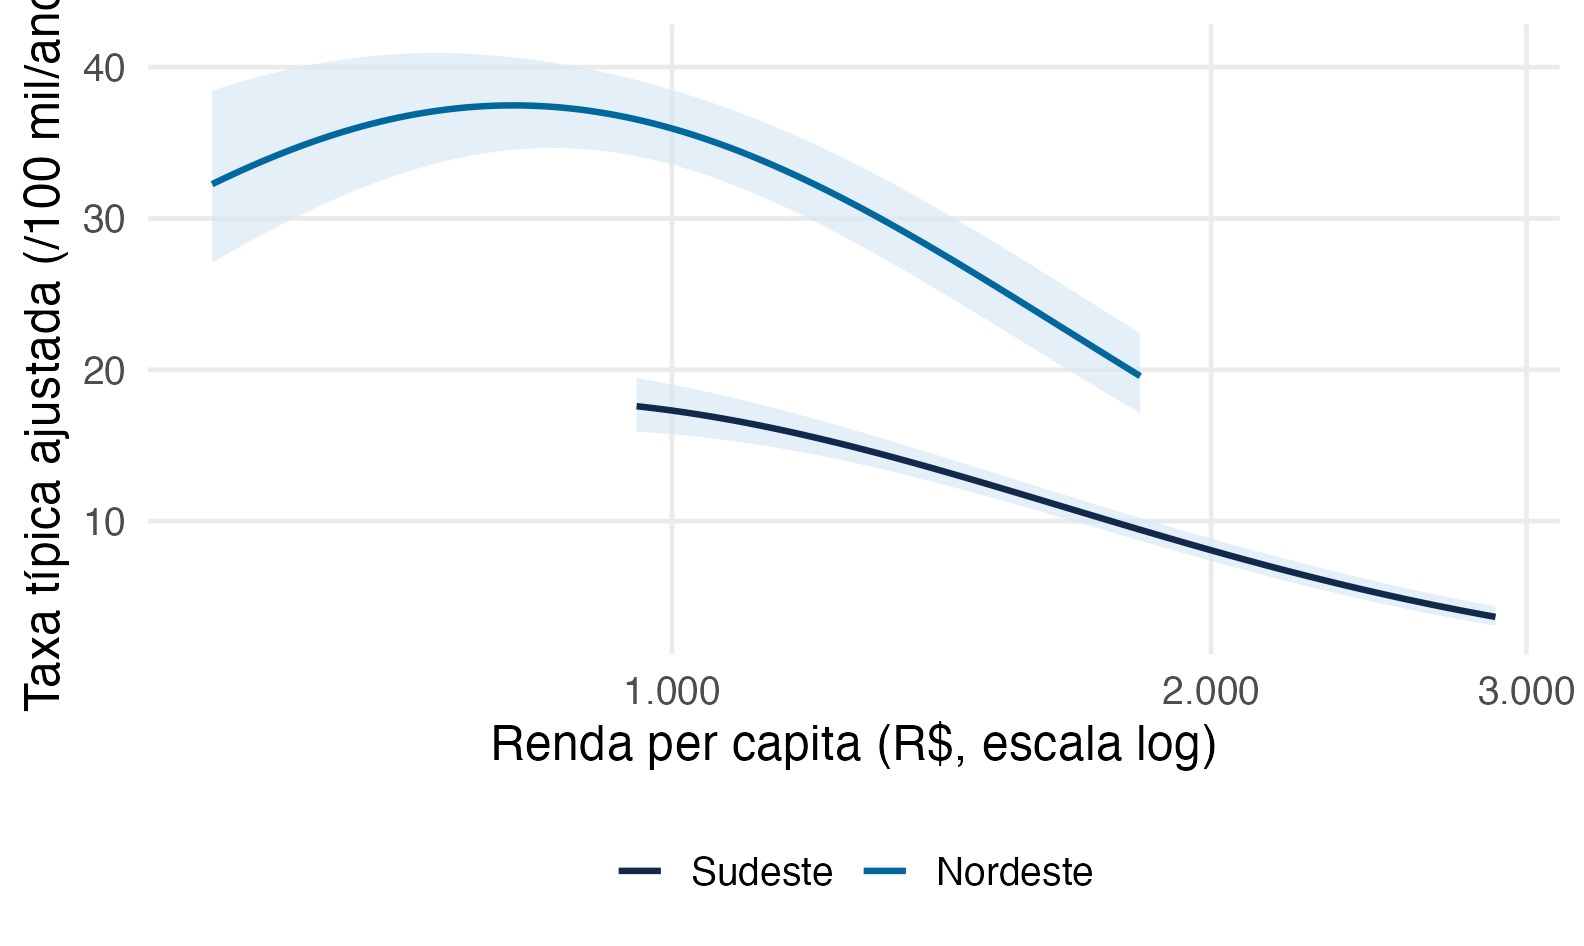 Taxa típica ajustada (/100 mil/ano
40
30
20
10
1.000 2.000 3.000
Renda per capita (R$, escala log)
Sudeste Nordeste